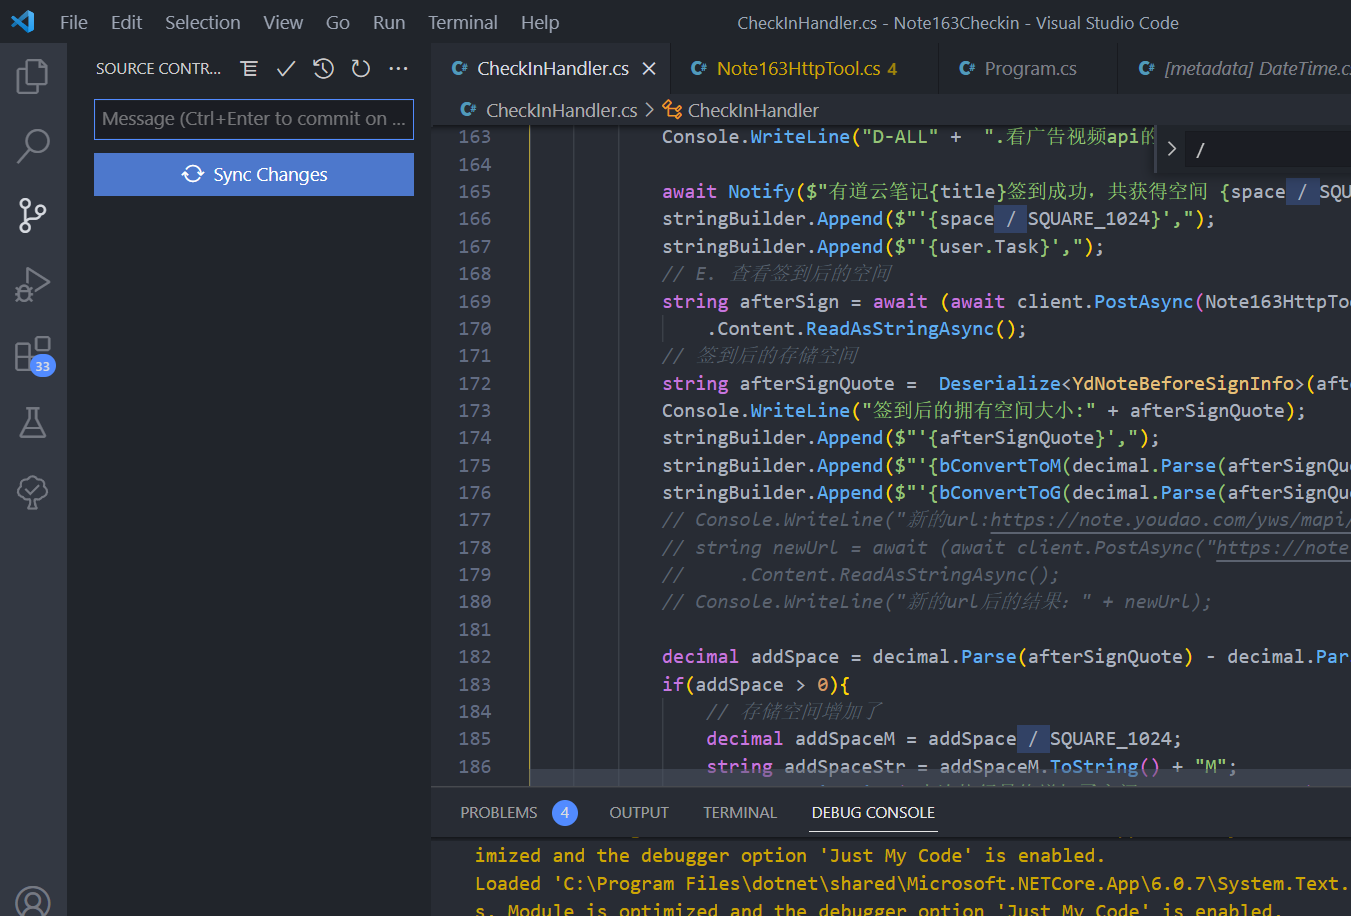 File Edit Selection View Go Run Terminal Help
CheckInHandler.cs - Note163Checkin - Visual Studio Code
SOURCE CONTR...
Message (Ctrl+Enter to commit on ...
Sync Changes
33
CheckInHandler.cs
Note163HttpTool.cs 4
Program.cs
[metadata] DateTime.c
CheckInHandler.cs > CheckInHandler
> /
163 Console.WriteLine("D-ALL" + ".看广告视频api的
164
165 await Notify($"有道云笔记{title}签到成功，共获得空间 {space / SQU
166 stringBuilder.Append($"'{space / SQUARE_1024}',");
167 stringBuilder.Append($"'{user.Task}',");
168 // E. 查看签到后的空间
169 string afterSign = await (await client.PostAsync(Note163HttpToo
170 .Content.ReadAsStringAsync();
171 // 签到后的存储空间
172 string afterSignQuote = Deserialize<YdNoteBeforeSignInfo>(afte
173 Console.WriteLine("签到后的拥有空间大小:" + afterSignQuote);
174 stringBuilder.Append($"'{afterSignQuote}',");
175 stringBuilder.Append($"'{bConvertToM(decimal.Parse(afterSignQuo
176 stringBuilder.Append($"'{bConvertToG(decimal.Parse(afterSignQuo
177 // Console.WriteLine("新的url:https://note.youdao.com/yws/mapi/
178 // string newUrl = await (await client.PostAsync("https://note
179 // .Content.ReadAsStringAsync();
180 // Console.WriteLine("新的url后的结果：" + newUrl);
181
182 decimal addSpace = decimal.Parse(afterSignQuote) - decimal.Par
183 if(addSpace > 0){
184 // 存储空间增加了
185 decimal addSpaceM = addSpace / SQUARE_1024;
186 string addSpaceStr = addSpaceM.ToString() + "M";
PROBLEMS 4 OUTPUT TERMINAL DEBUG CONSOLE
imized and the debugger option 'Just My Code' is enabled.
Loaded 'C:\Program Files\dotnet\shared\Microsoft.NETCore.App\6.0.7\System.Text.
s. Module is optimized and the debugger option 'Just My Code' is enabled.